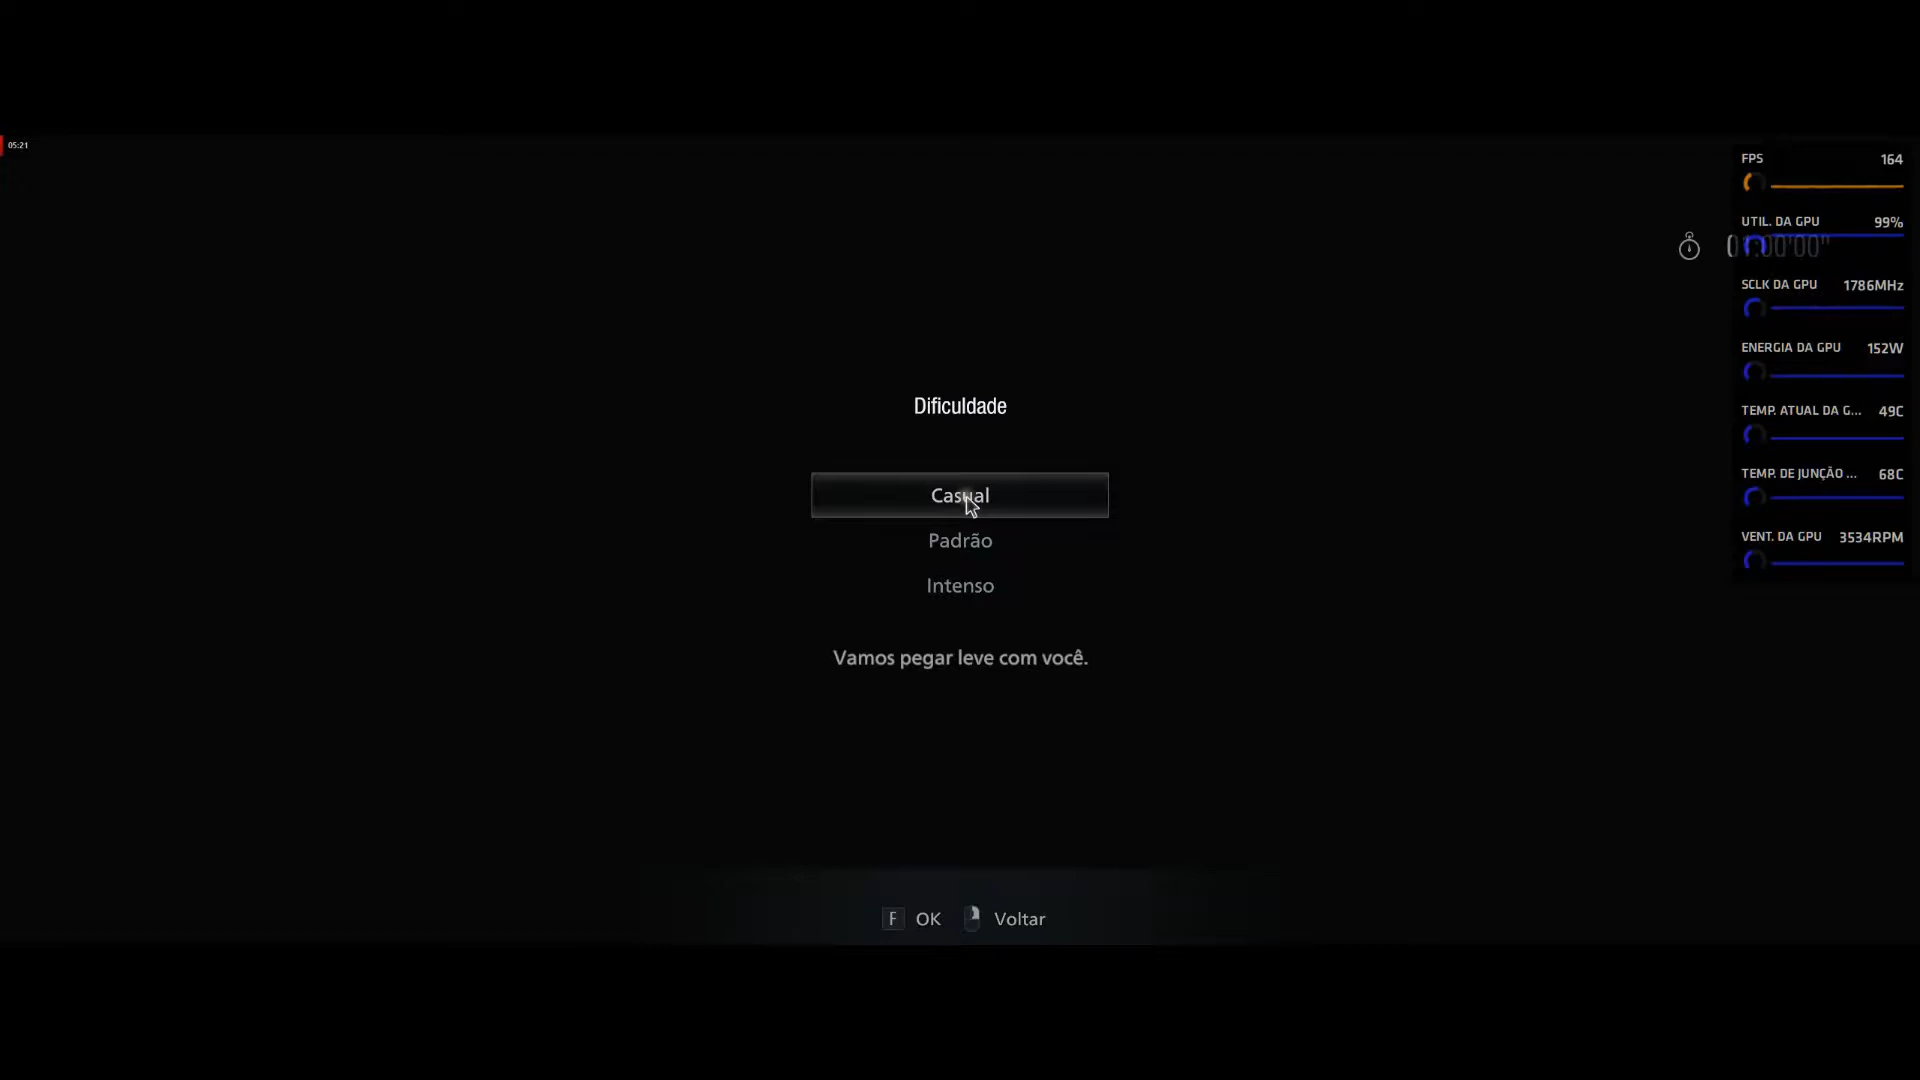 05:21
FPS 164
UTIL. DA GPU 99%
SCLK DA GPU 1786MHz
ENERGIA DA GPU 152W
TEMP. ATUAL DA G... 49C
TEMP. DE JUNÇÃO ... 68C
VENT. DA GPU 3534RPM
Dificuldade
Casual
Padrão
Intenso
Vamos pegar leve com você.
F OK Voltar